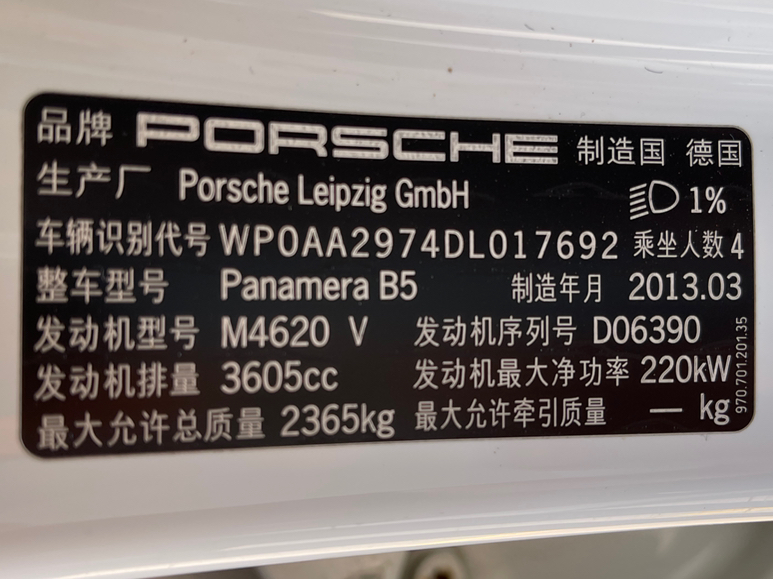 品牌 PORSCHE 制造国 德国
生产厂 Porsche Leipzig GmbH 1%
车辆识别代号 WP0AA2974DL017692 乘坐人数 4
整车型号 Panamera B5 制造年月 2013.03
发动机型号 M4620 V 发动机序列号 D06390
发动机排量 3605cc 发动机最大净功率 220kW
最大允许总质量 2365kg 最大允许牵引质量 — kg
970.701.201.35